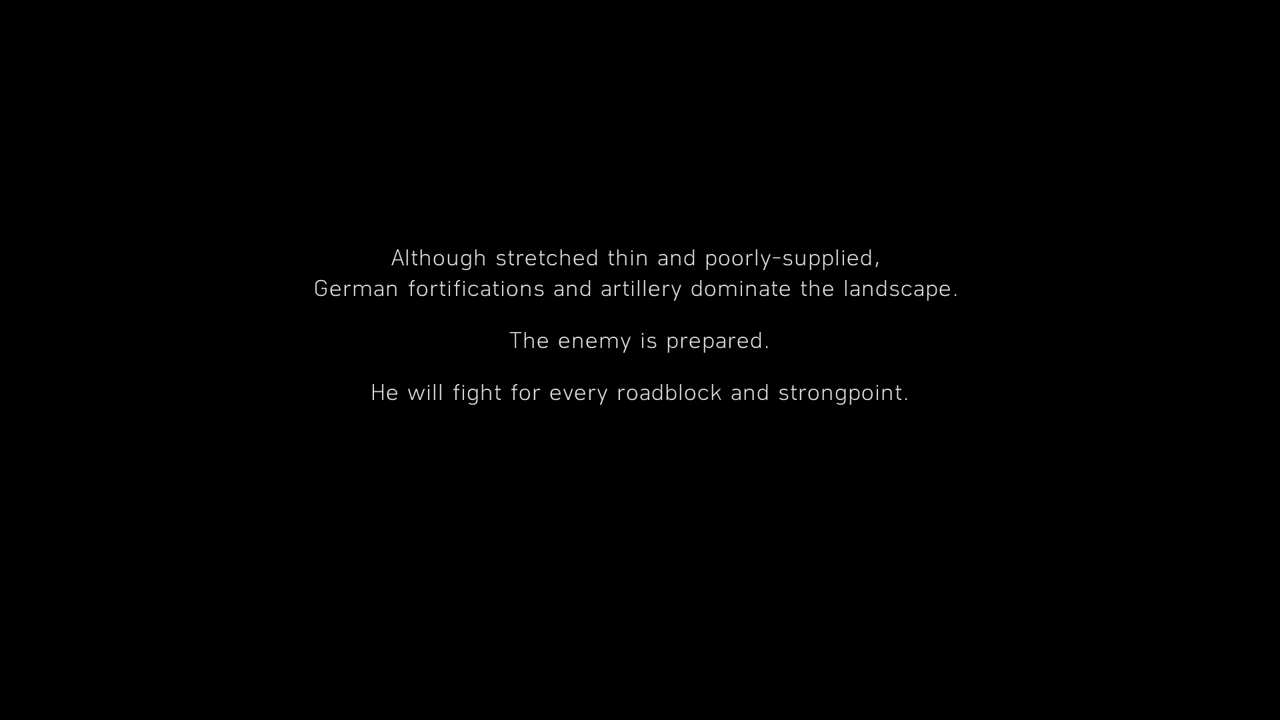 Although stretched thin and poorly-supplied,
German fortifications and artillery dominate the landscape.
The enemy is prepared.
He will fight for every roadblock and strongpoint.